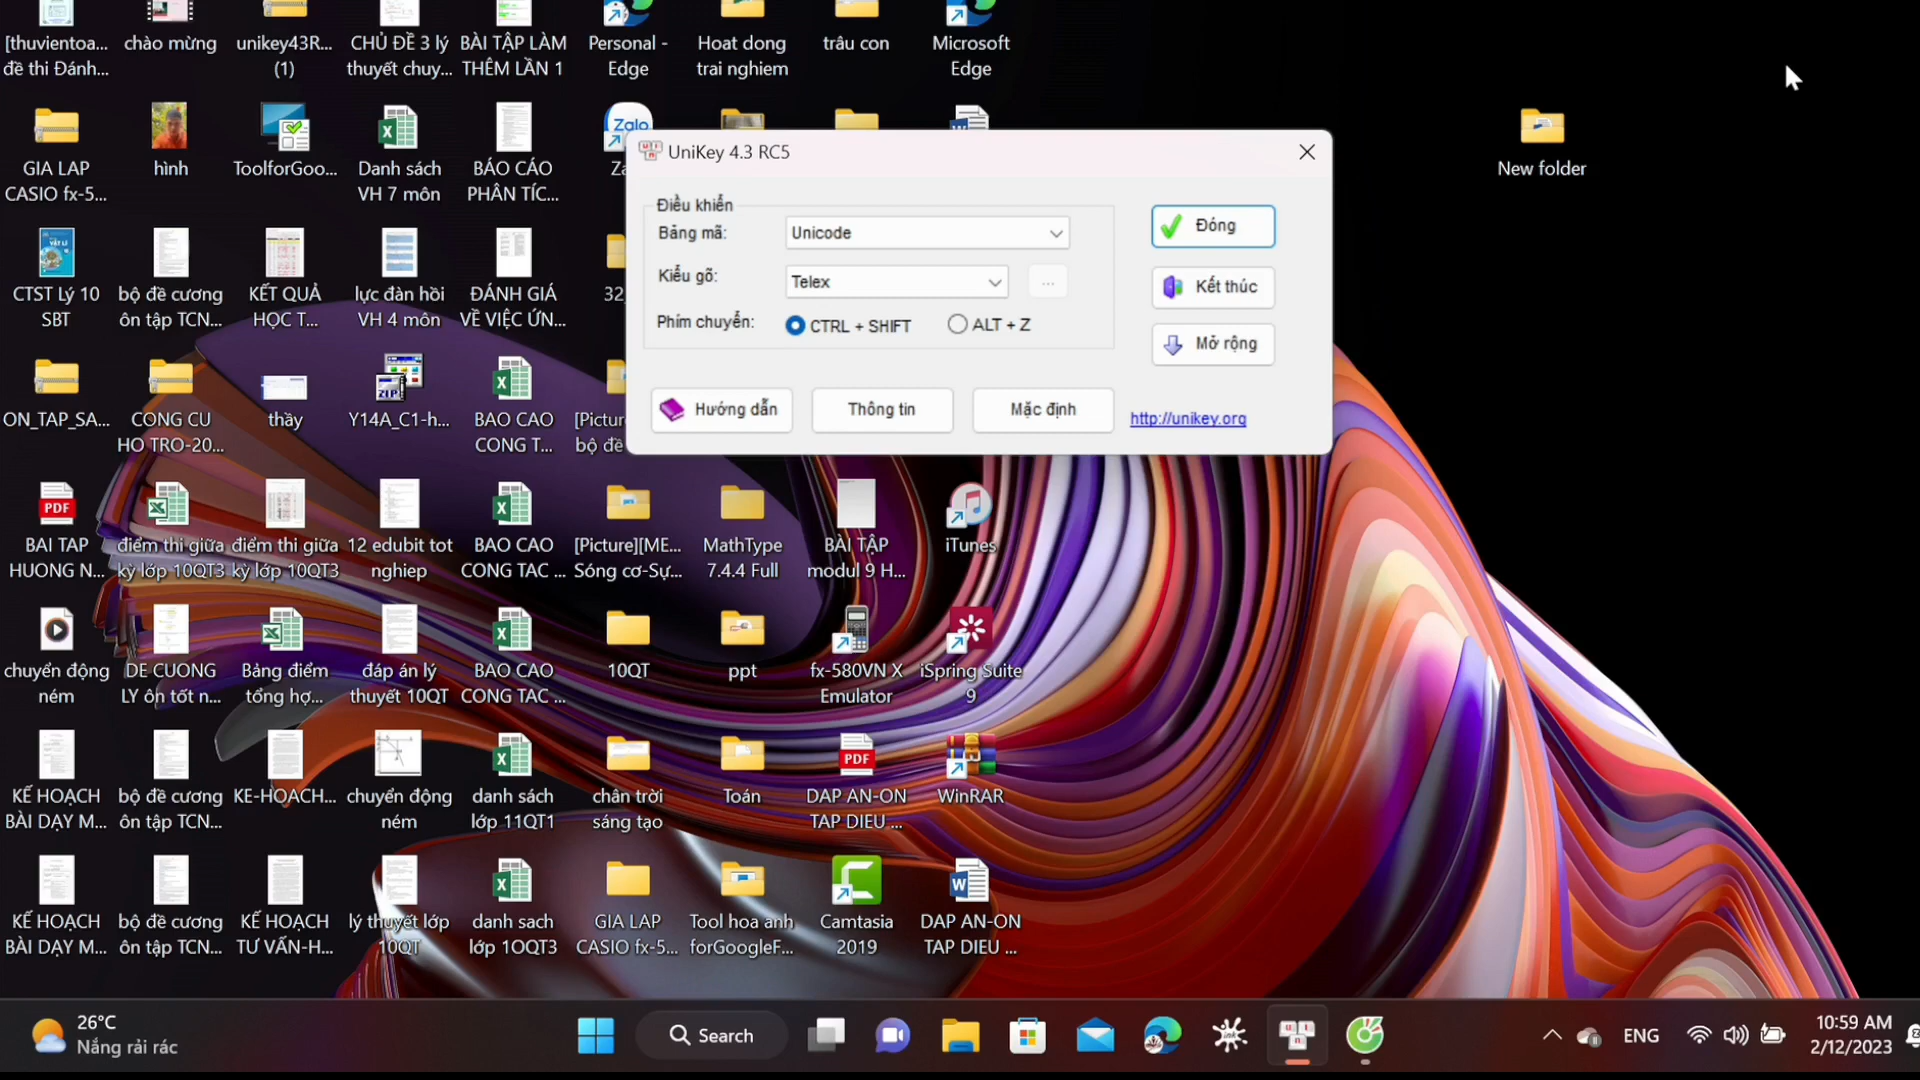 [thuvientoa...
đề thi Đánh...
chào mừng
unikey43R...
(1)
CHỦ ĐỀ 3 lý
thuyết chuy...
BÀI TẬP LÀM
THÊM LẦN 1
Personal -
Edge
Hoat dong
trai nghiem
trâu con
Microsoft
Edge
GIA LAP
CASIO fx-5...
hình
ToolforGoo...
Danh sách
VH 7 môn
BÁO CÁO
PHÂN TÍC...
Zalo
Za
New folder
UniKey 4.3 RC5
Điều khiển
Bảng mã:
Unicode
Kiểu gõ:
Telex
...
Phím chuyển:
CTRL + SHIFT
ALT + Z
Đóng
Kết thúc
Mở rộng
Hướng dẫn
Thông tin
Mặc định
http://unikey.org
CTST Lý 10
SBT
bộ đề cương
ôn tập TCN...
KẾT QUẢ
HỌC T...
lực đàn hồi
VH 4 môn
ĐÁNH GIÁ
VỀ VIỆC ỨN...
32
ON_TAP_SA...
CONG CU
HO TRO-20...
thầy
Y14A_C1-h...
BAO CAO
CONG T...
[Pictur
bộ đề
PDF
BAI TAP
HUONG N...
điểm thi giữa
kỳ lớp 10QT3
điểm thi giữa
kỳ lớp 10QT3
12 edubit tot
nghiep
BAO CAO
CONG TAC ...
[Picture][ME...
Sóng cơ-Sự...
MathType
7.4.4 Full
BÀI TẬP
modul 9 H...
iTunes
chuyển động
ném
DE CUONG
LY ôn tốt n...
Bảng điểm
tổng hợ...
đáp án lý
thuyết 10QT
BAO CAO
CONG TAC ...
10QT
ppt
fx-580VN X
Emulator
iSpring Suite
9
KẾ HOẠCH
BÀI DẠY M...
bộ đề cương
ôn tập TCN...
KE-HOACH...
chuyển động
ném
danh sách
lớp 11QT1
chân trời
sáng tạo
Toán
PDF
DAP AN-ON
TAP DIEU ...
WinRAR
KẾ HOẠCH
BÀI DẠY M...
bộ đề cương
ôn tập TCN...
KẾ HOẠCH
TƯ VẤN-H...
lý thuyết lớp
10QT
danh sach
lớp 1OQT3
GIA LAP
CASIO fx-5...
Tool hoa anh
forGoogleF...
Camtasia
2019
DAP AN-ON
TAP DIEU ...
26°C
Nắng rải rác
Search
ENG
10:59 AM
2/12/2023